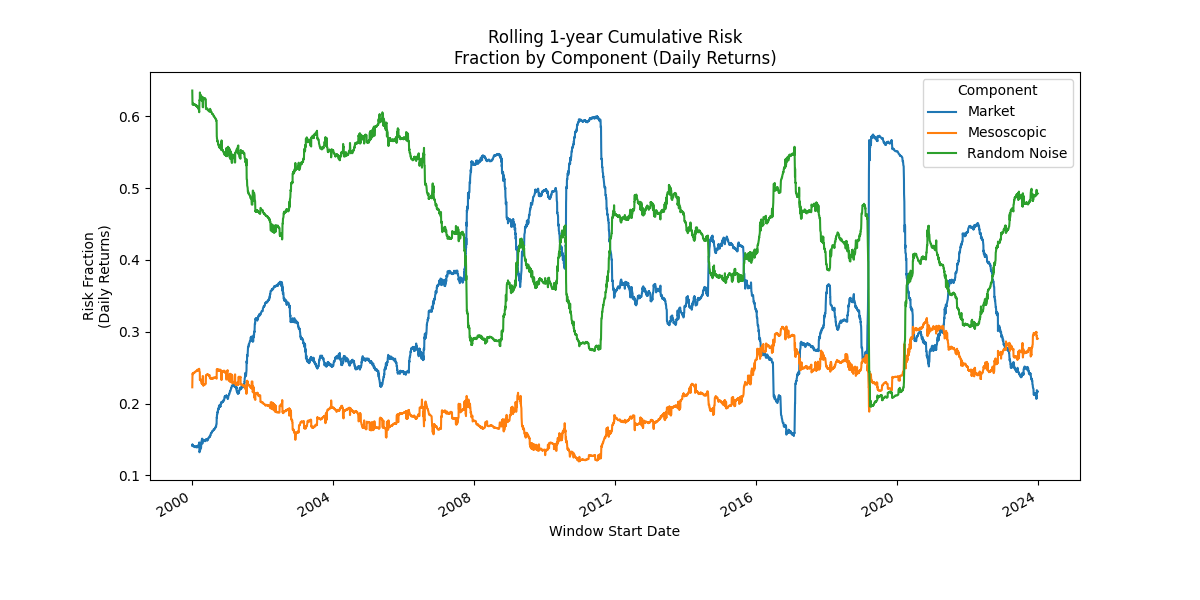 Rolling 1-year Cumulative Risk
Fraction by Component (Daily Returns)
Component
Market
Mesoscopic
Random Noise
Risk Fraction
(Daily Returns)
0.6
0.5
0.4
0.3
0.2
0.1
2000
2004
2008
2012
2016
2020
2024
Window Start Date